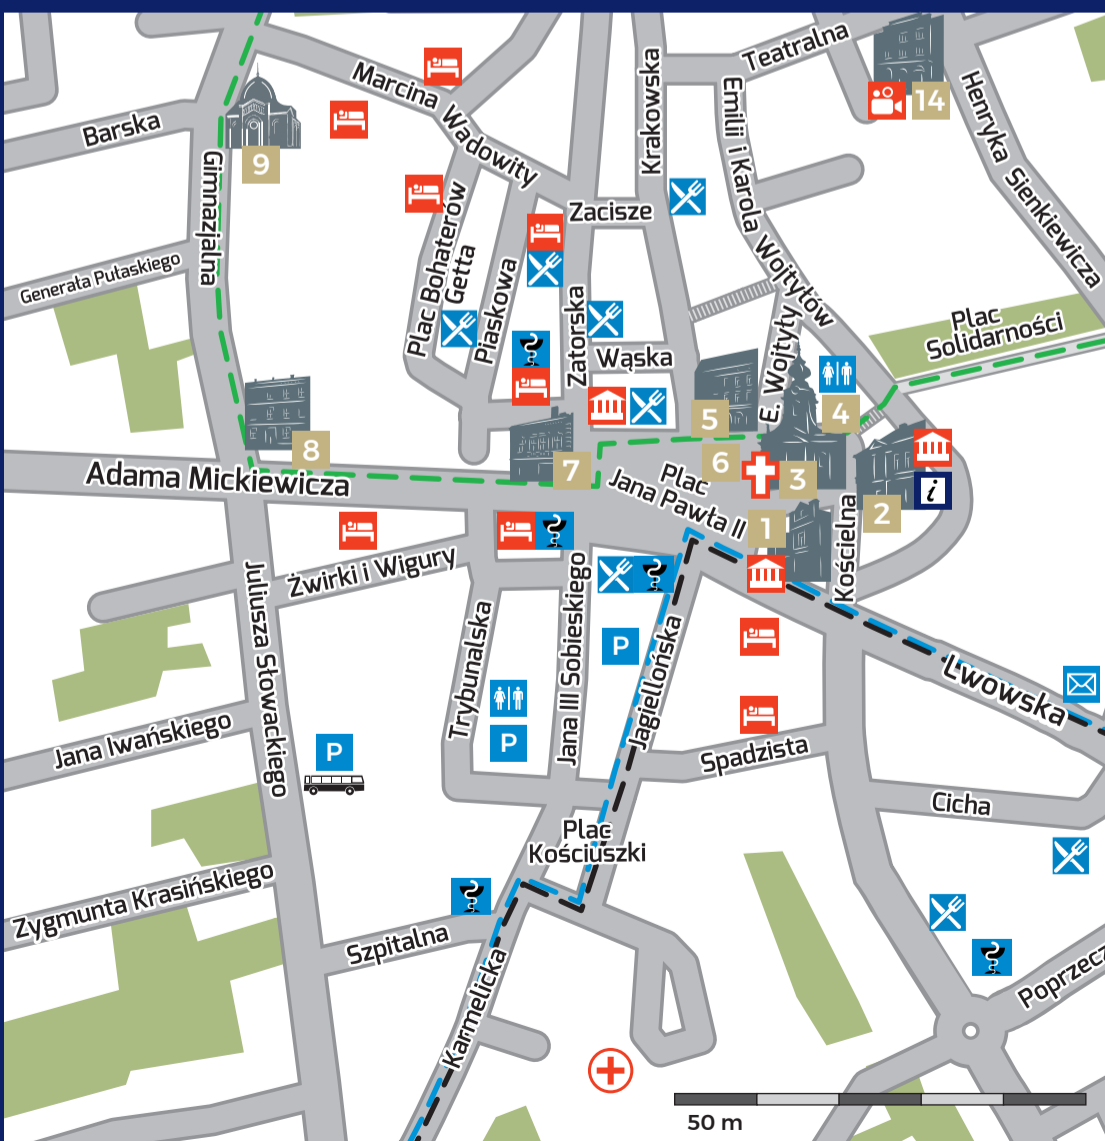 Teatralna
Krakowska
Marcina Wadowity
14
Barska
Emilii i Karola Wojtyłów
Henryka Sienkiewicza
9
Gimnazjalna
Zacisze
Plac Bohaterów
Getta
Generała Pułaskiego
Piaskowa
Zatorska
Plac
Solidarności
Wąska
E. Wojtyły
5
4
8
7
6
3
Adama Mickiewicza
Plac
Jana Pawła II
1
2
i
Kościelna
Żwirki i Wigury
Juliusza Słowackiego
Trybunalska
Jana III Sobieskiego
P
Jagiellońska
Lwowska
Jana Iwańskiego
P
P
Spadzista
Cicha
Plac
Kościuszki
Zygmunta Krasińskiego
Szpitalna
Karmelicka
Poprzecz
50 m